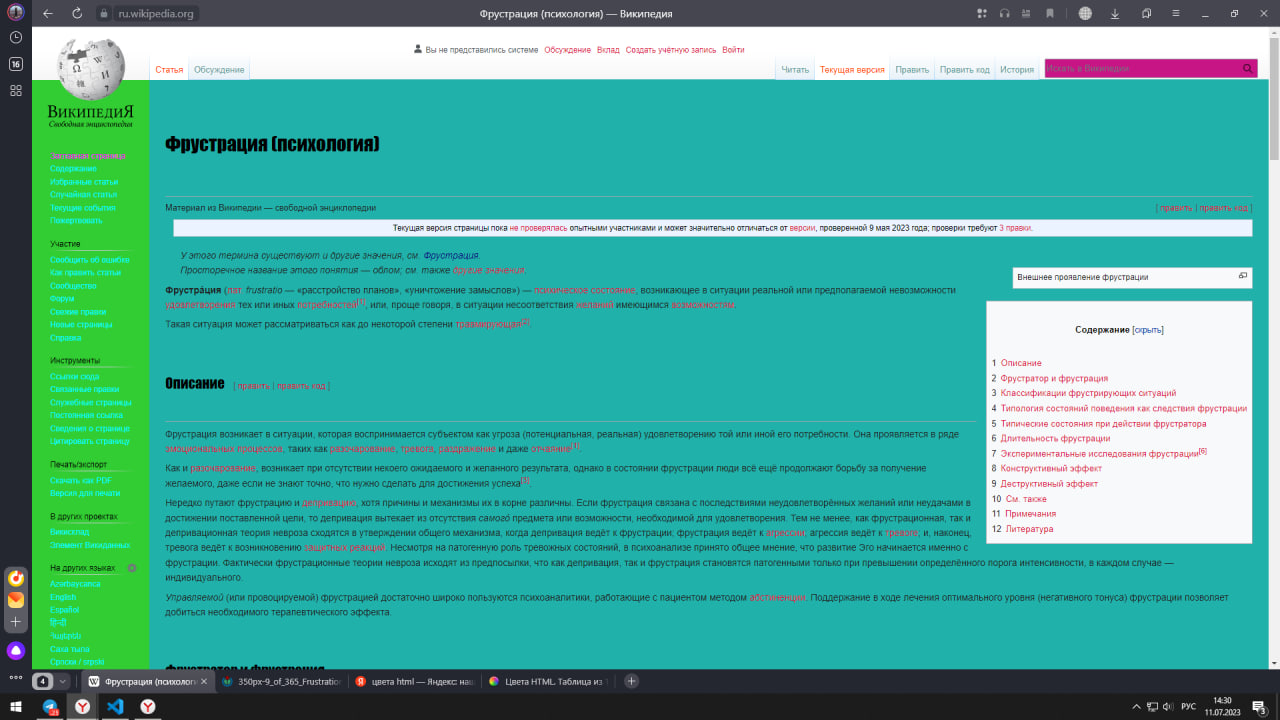 ru.wikipedia.org
Фрустрация (психология) — Википедия
16
Вы не представились системе Обсуждение Вклад Создать учётную запись Войти
Статья Обсуждение Читать Текущая версия Править Править код История Искать в Википедии
ВикипедиЯ
Свободная энциклопедия
Содержание
Избранные статьи
Случайная статья
Текущие события
Пожертвовать
Участие
Сообщить об ошибке
Как править статьи
Сообщество
Форум
Свежие правки
Новые страницы
Справка
Инструменты
Ссылки сюда
Связанные правки
Служебные страницы
Постоянная ссылка
Сведения о странице
Цитировать страницу
Печать/экспорт
Скачать как PDF
Версия для печати
В других проектах
Викисклад
Элемент Викиданных
На других языках
Azərbaycanca
English
Español
हिन्दी
Հայերեն
Саха тыла
Српски / srpski
Фрустрация (психология)
Материал из Википедии — свободной энциклопедии [ править | править код ]
Текущая версия страницы пока не проверялась опытными участниками и может значительно отличаться от версии, проверенной 9 мая 2023 года; проверки требуют 3 правки.
У этого термина существуют и другие значения, см. Фрустрация.
Просторечное название этого понятия — облом; см. также другие значения.
Внешнее проявление фрустрации
Фрустра́ция (лат. frustratio — «расстройство планов», «уничтожение замыслов») — психическое состояние, возникающее в ситуации реальной или предполагаемой невозможности
удовлетворения тех или иных потребностей[1], или, проще говоря, в ситуации несоответствия желаний имеющимся возможностям.
Такая ситуация может рассматриваться как до некоторой степени травмирующая[2].
Содержание [скрыть]
1 Описание
2 Фрустратор и фрустрация
3 Классификации фрустрирующих ситуаций
4 Типология состояний поведения как следствия фрустрации
5 Типические состояния при действии фрустратора
6 Длительность фрустрации
7 Экспериментальные исследования фрустрации[6]
8 Конструктивный эффект
9 Деструктивный эффект
10 См. также
11 Примечания
12 Литература
Описание [ править | править код ]
Фрустрация возникает в ситуации, которая воспринимается субъектом как угроза (потенциальная, реальная) удовлетворению той или иной его потребности. Она проявляется в ряде
эмоциональных процессов, таких как разочарование, тревога, раздражение и даже отчаяние[1].
Как и разочарование, возникает при отсутствии некоего ожидаемого и желанного результата, однако в состоянии фрустрации люди всё ещё продолжают борьбу за получение
желаемого, даже если не знают точно, что нужно сделать для достижения успеха[3].
Нередко путают фрустрацию и депривацию, хотя причины и механизмы их в корне различны. Если фрустрация связана с последствиями неудовлетворённых желаний или неудачами в
достижении поставленной цели, то депривация вытекает из отсутствия самого предмета или возможности, необходимой для удовлетворения. Тем не менее, как фрустрационная, так и
депривационная теория невроза сходятся в утверждении общего механизма, когда депривация ведёт к фрустрации; фрустрация ведёт к агрессии; агрессия ведёт к тревоге; и, наконец,
тревога ведёт к возникновению защитных реакций. Несмотря на патогенную роль тревожных состояний, в психоанализе принято общее мнение, что развитие Эго начинается именно с
фрустрации. Фактически фрустрационные теории невроза исходят из предпосылки, что как депривация, так и фрустрация становятся патогенными только при превышении определённого порога интенсивности, в каждом случае —
индивидуального.
Управляемой (или провоцируемой) фрустрацией достаточно широко пользуются психоаналитики, работающие с пациентом методом абстиненции. Поддержание в ходе лечения оптимального уровня (негативного тонуса) фрустрации позволяет
добиться необходимого терапевтического эффекта.
Фрустратор и Фрустрация
4 Фрустрация (психологи 350px-9_of_365_Frustration цвета html — Яндекс: наш Цвета HTML. Таблица из 1
РУС
14:30
11.07.2023
3